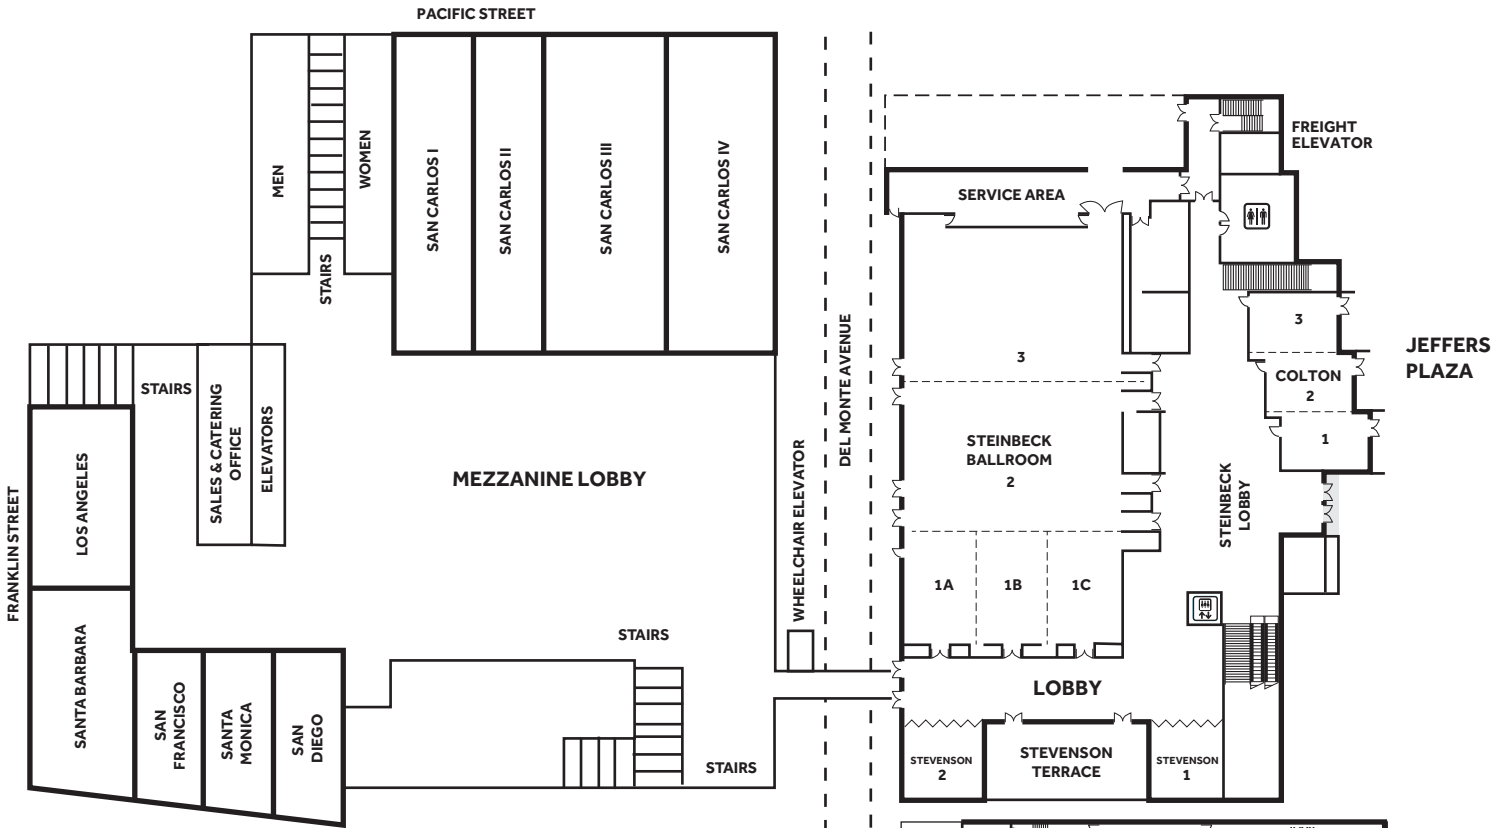 PACIFIC STREET
MEN
WOMEN
STAIRS
SAN CARLOS I
SAN CARLOS II
SAN CARLOS III
SAN CARLOS IV
STAIRS
SALES & CATERING
OFFICE
ELEVATORS
FRANKLIN STREET
LOS ANGELES
SANTA BARBARA
SAN
FRANCISCO
SANTA
MONICA
SAN
DIEGO
MEZZANINE LOBBY
STAIRS
STAIRS
WHEELCHAIR ELEVATOR
DEL MONTE AVENUE
SERVICE AREA
FREIGHT
ELEVATOR
3
STEINBECK
BALLROOM
2
1A
1B
1C
3
COLTON
2
1
JEFFERS
PLAZA
STEINBECK
LOBBY
LOBBY
STEVENSON
2
STEVENSON
TERRACE
STEVENSON
1